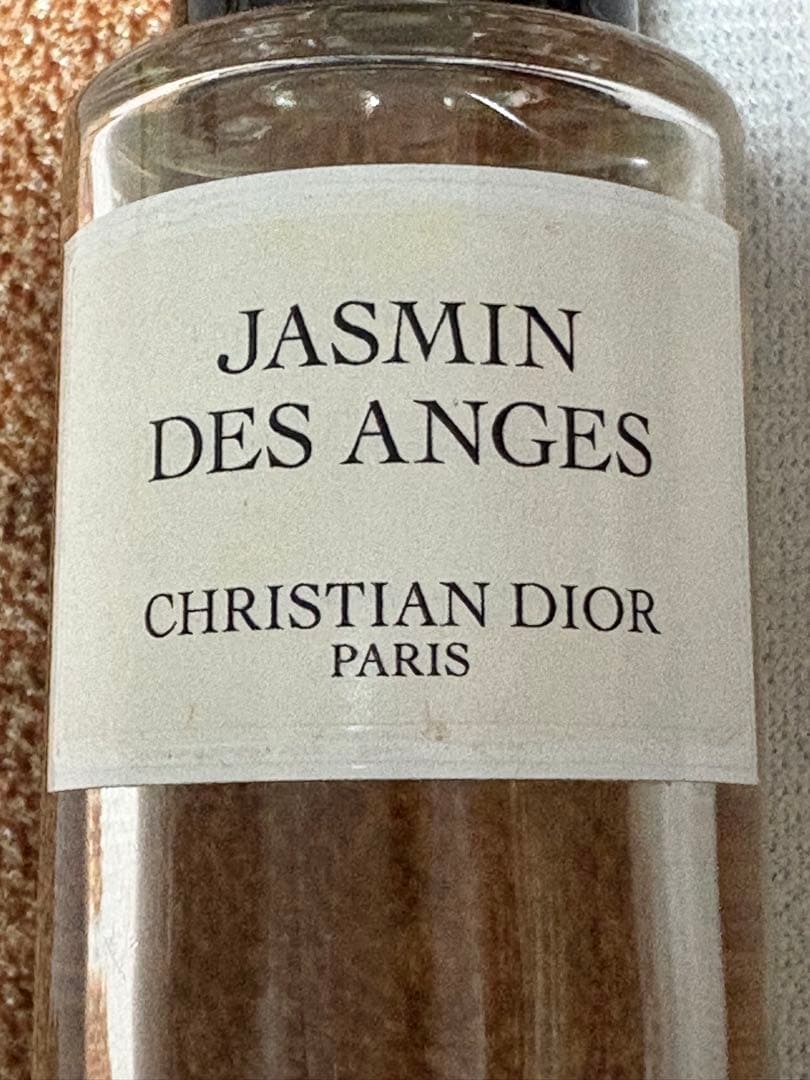 JASMIN
DES ANGES
CHRISTIAN DIOR
PARIS